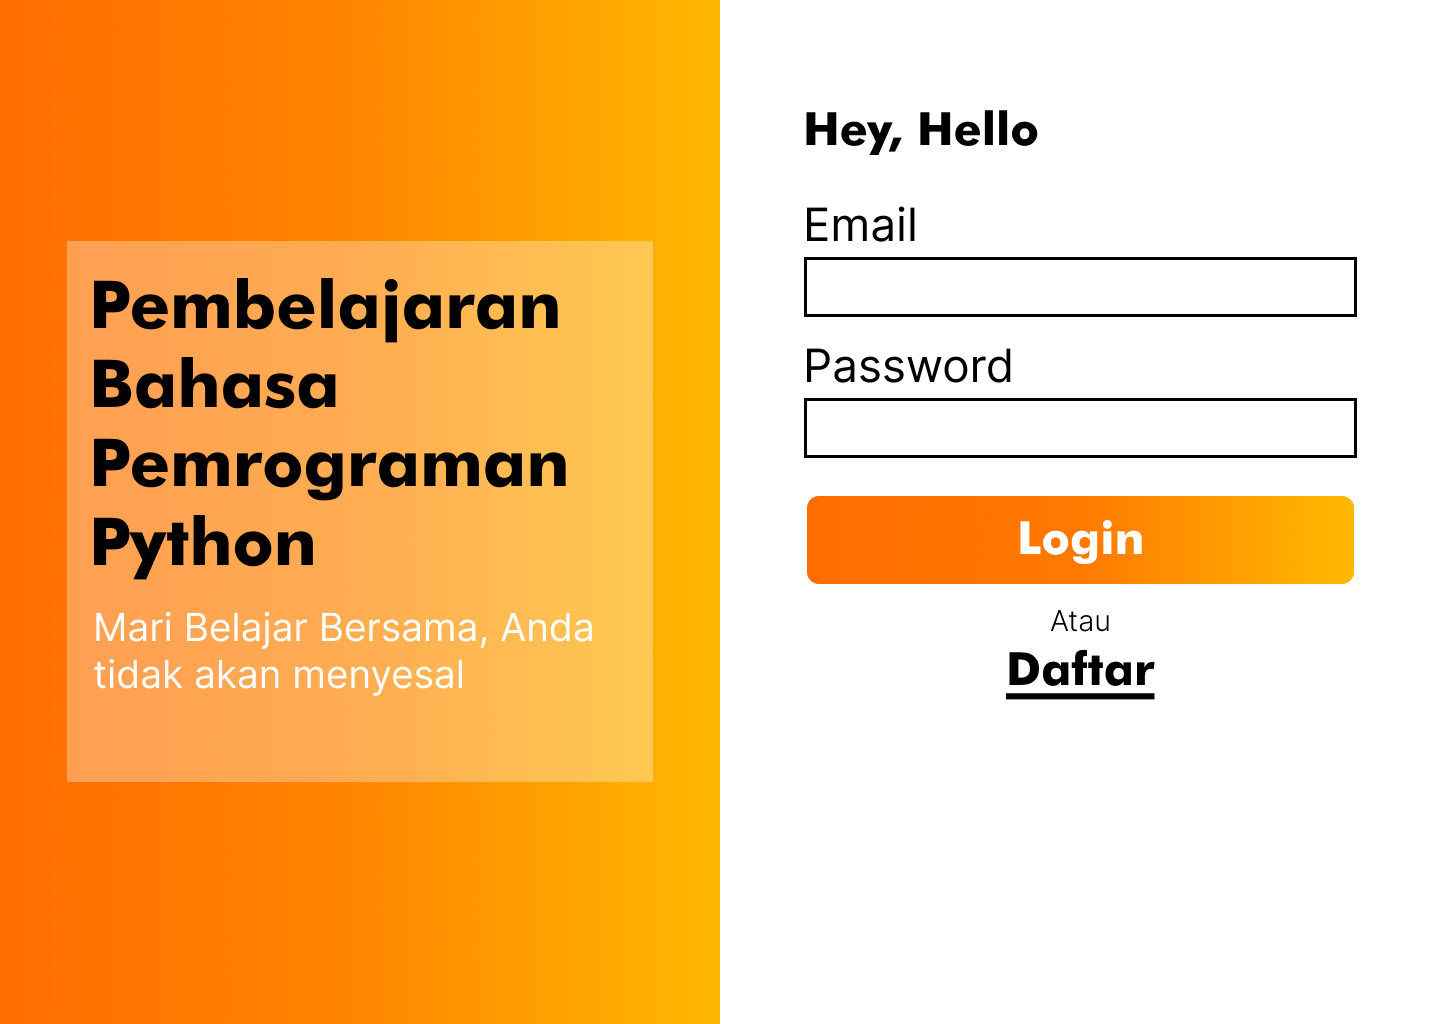 Pembelajaran
Bahasa
Pemrograman
Python
Mari Belajar Bersama, Anda
tidak akan menyesal
Hey, Hello
Email
Password
Login
Atau
Daftar